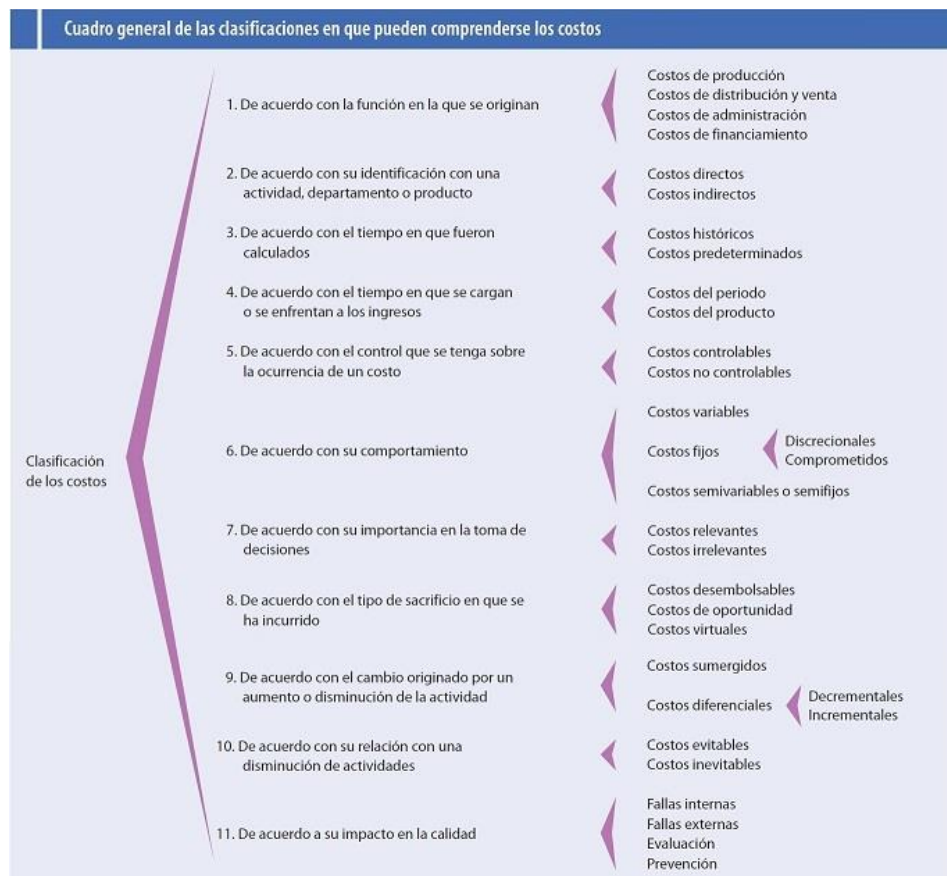 Cuadro general de las clasificaciones en que pueden comprenderse los costos
Clasificación
de los costos
1. De acuerdo con la función en la que se originan
Costos de producción
Costos de distribución y venta
Costos de administración
Costos de financiamiento
2. De acuerdo con su identificación con una
actividad, departamento o producto
Costos directos
Costos indirectos
3. De acuerdo con el tiempo en que fueron
calculados
Costos históricos
Costos predeterminados
4. De acuerdo con el tiempo en que se cargan
o se enfrentan a los ingresos
Costos del periodo
Costos del producto
5. De acuerdo con el control que se tenga sobre
la ocurrencia de un costo
Costos controlables
Costos no controlables
6. De acuerdo con su comportamiento
Costos variables
Costos fijos
Discrecionales
Comprometidos
Costos semivariables o semifijos
7. De acuerdo con su importancia en la toma de
decisiones
Costos relevantes
Costos irrelevantes
8. De acuerdo con el tipo de sacrificio en que se
ha incurrido
Costos desembolsables
Costos de oportunidad
Costos virtuales
9. De acuerdo con el cambio originado por un
aumento o disminución de la actividad
Costos sumergidos
Costos diferenciales
Decrementales
Incrementales
10. De acuerdo con su relación con una
disminución de actividades
Costos evitables
Costos inevitables
11. De acuerdo a su impacto en la calidad
Fallas internas
Fallas externas
Evaluación
Prevención